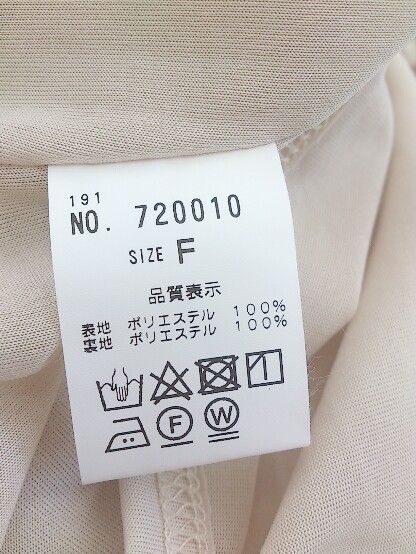 191
NO. 720010
SIZE F
品質表示
表地 ポリエステル 100%
裏地 ポリエステル 100%
F W